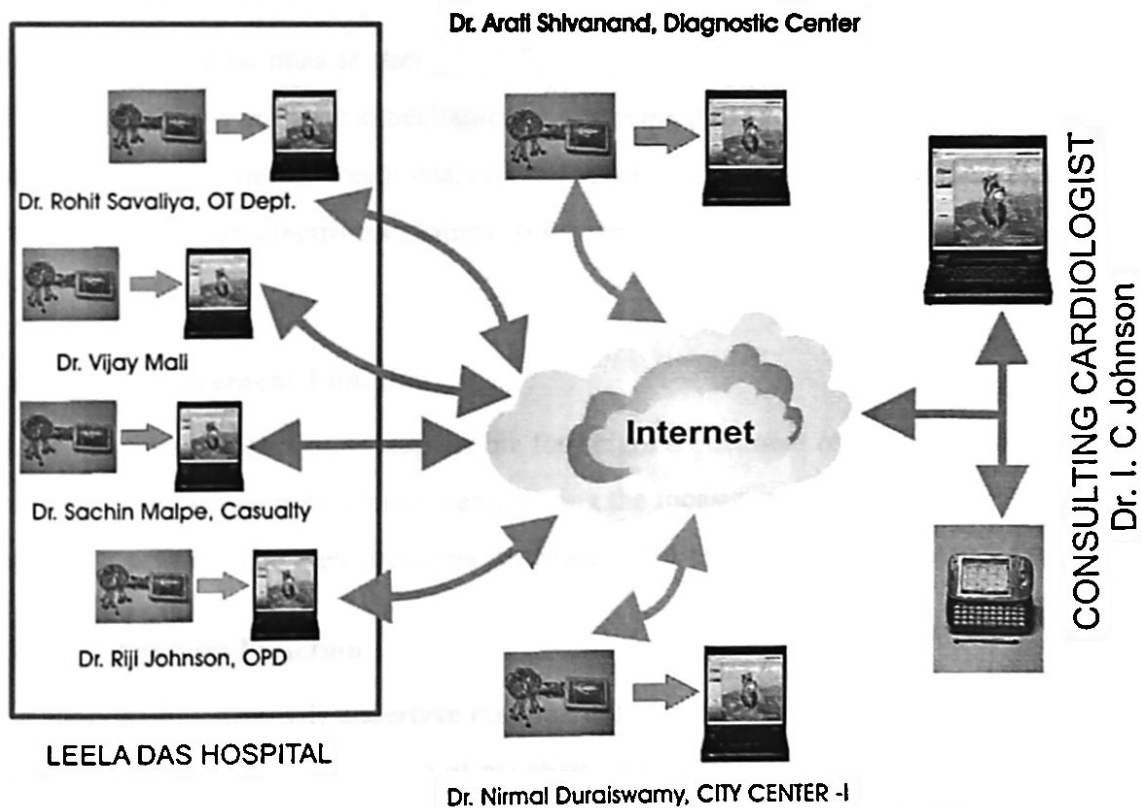 Dr. Arati Shivanand, Diagnostic Center
Dr. Rohit Savaliya, OT Dept.
Dr. Vijay Mali
Dr. Sachin Malpe, Casualty
Dr. Riji Johnson, OPD
LEELA DAS HOSPITAL
Internet
CONSULTING CARDIOLOGIST
Dr. I. C Johnson
Dr. Nirmal Duraiswamy, CITY CENTER -I